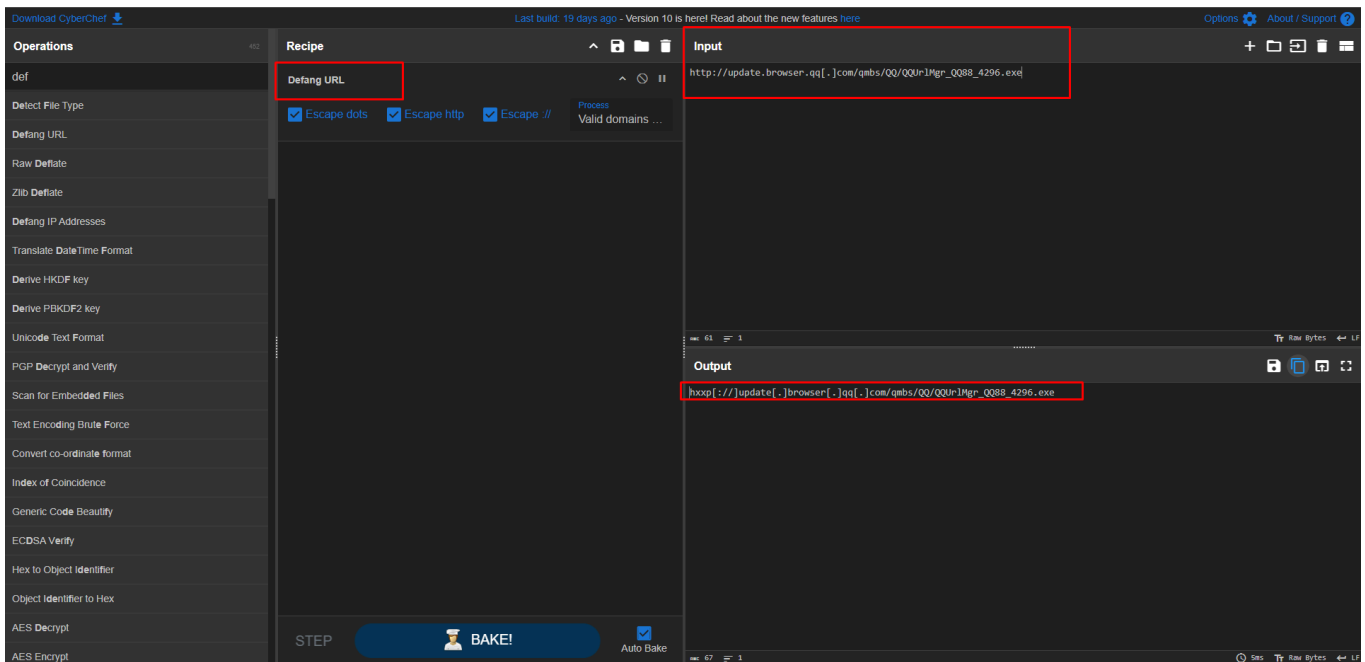 Download CyberChef
Last build: 19 days ago - Version 10 is here! Read about the new features here
Options
About / Support
Operations
462
def
Detect File Type
Defang URL
Raw Deflate
Zlib Deflate
Defang IP Addresses
Translate DateTime Format
Derive HKDF key
Derive PBKDF2 key
Unicode Text Format
PGP Decrypt and Verify
Scan for Embedded Files
Text Encoding Brute Force
Convert co-ordinate format
Index of Coincidence
Generic Code Beautify
ECDSA Verify
Hex to Object Identifier
Object Identifier to Hex
AES Decrypt
AES Encrypt
Recipe
Defang URL
Escape dots
Escape http
Escape ://
Process
Valid domains ...
STEP
BAKE!
Auto Bake
Input
http://update.browser.qq[.]com/qmbs/QQ/QQUrlMgr_QQ88_4296.exe
61 1
Raw Bytes LF
Output
hxxp[://]update[.]browser[.]qq[.]com/qmbs/QQ/QQUrlMgr_QQ88_4296.exe
67 1
5ms Raw Bytes LF